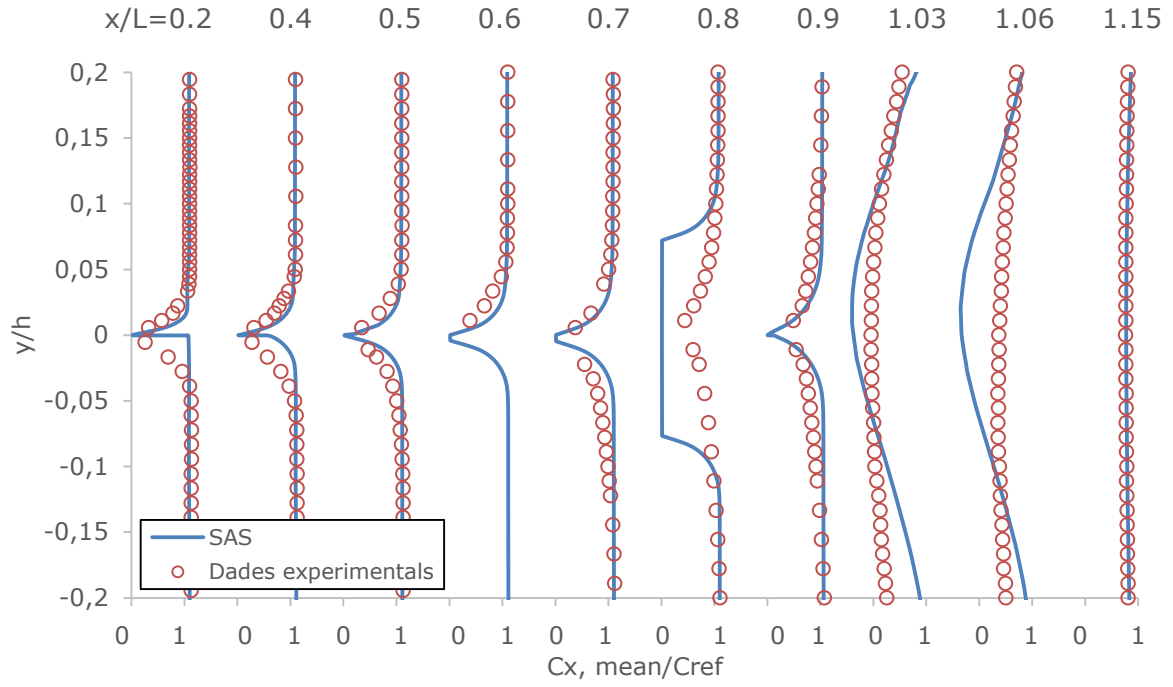 x/L=0.2 0.4 0.5 0.6 0.7 0.8 0.9 1.03 1.06 1.15
0,2
0,15
0,1
0,05
0
-0,05
-0,1
-0,15
-0,2
y/h
SAS
Dades experimentals
0 1 0 1 0 1 0 1 0 1 0 1 0 1 0 1 0 1 0 1
Cx, mean/Cref